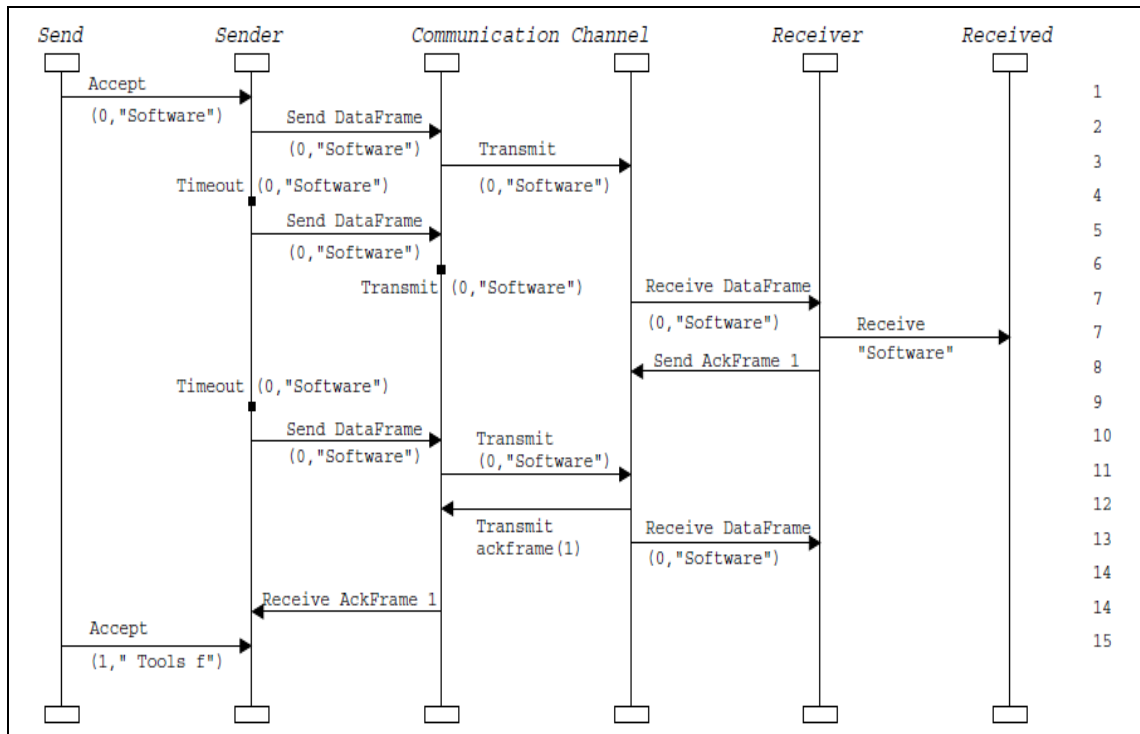 Send Sender Communication Channel Receiver Received
Accept
1
(0,"Software")
Send DataFrame
2
(0,"Software")
Transmit
3
Timeout (0,"Software")
(0,"Software")
4
Send DataFrame
5
(0,"Software")
6
Transmit (0,"Software")
Receive DataFrame
7
(0,"Software")
Receive
7
"Software"
Send AckFrame 1
8
Timeout (0,"Software")
9
Send DataFrame
10
(0,"Software")
Transmit
(0,"Software")
11
12
Transmit
ackframe(1)
Receive DataFrame
13
(0,"Software")
14
Receive AckFrame 1
14
Accept
15
(1," Tools f")